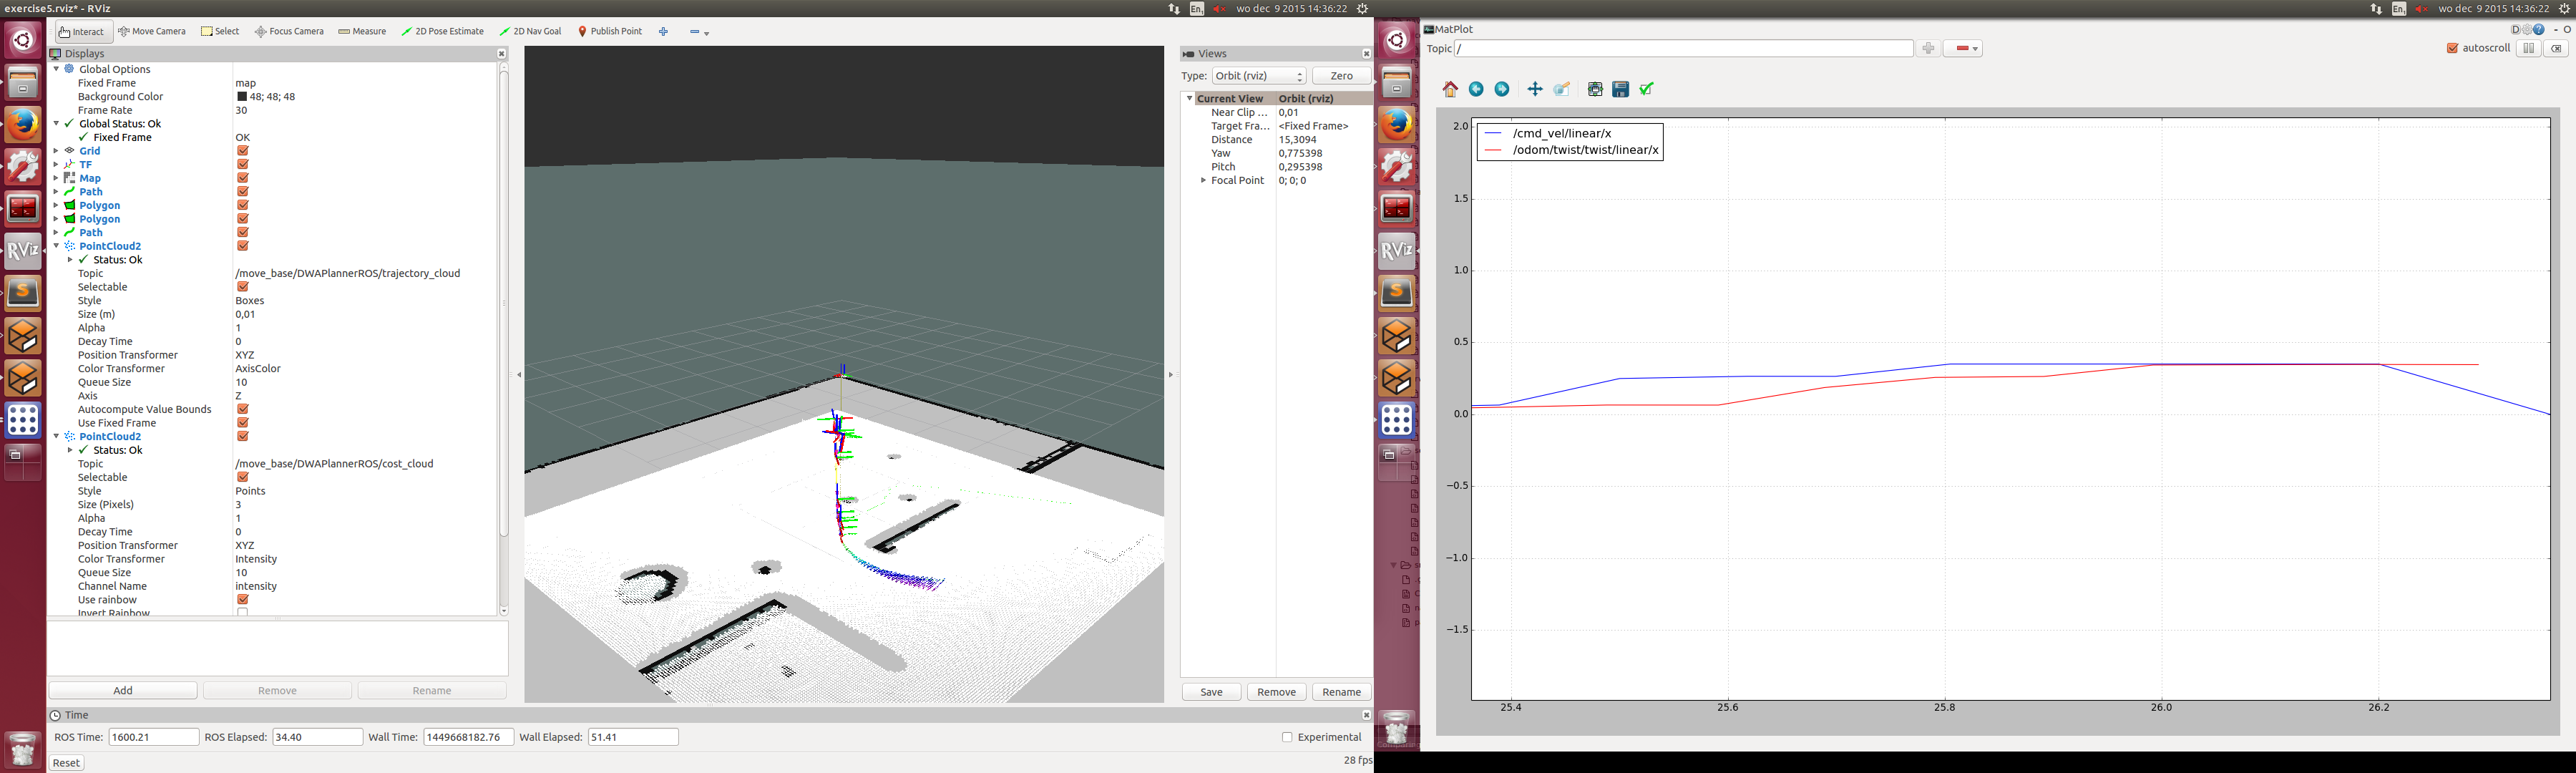 exercise5.rviz* - RViz
En
wo dec 9 2015 14:36:22
En
wo dec 9 2015 14:36:22
Interact
Move Camera
Select
Focus Camera
Measure
2D Pose Estimate
2D Nav Goal
Publish Point
Displays
Global Options
Fixed Frame map
Background Color 48; 48; 48
Frame Rate 30
Global Status: Ok
Fixed Frame OK
Grid
TF
Map
Path
Polygon
Polygon
Path
PointCloud2
Status: Ok
Topic /move_base/DWAPlannerROS/trajectory_cloud
Selectable
Style Boxes
Size (m) 0,01
Alpha 1
Decay Time 0
Position Transformer XYZ
Color Transformer AxisColor
Queue Size 10
Axis Z
Autocompute Value Bounds
Use Fixed Frame
PointCloud2
Status: Ok
Topic /move_base/DWAPlannerROS/cost_cloud
Selectable
Style Points
Size (Pixels) 3
Alpha 1
Decay Time 0
Position Transformer XYZ
Color Transformer Intensity
Queue Size 10
Channel Name intensity
Use rainbow
Invert Rainbow
Add Remove Rename
Views
Type: Orbit (rviz) Zero
Current View Orbit (rviz)
Near Clip ... 0,01
Target Fra... <Fixed Frame>
Distance 15,3094
Yaw 0,775398
Pitch 0,295398
Focal Point 0; 0; 0
Save Remove Rename
Time
ROS Time: 1600.21 ROS Elapsed: 34.40 Wall Time: 1449668182.76 Wall Elapsed: 51.41 Experimental
Reset
28 fps
RViz
RViz
MatPlot
D
- O
Topic /
autoscroll
/cmd_vel/linear/x
/odom/twist/twist/linear/x
2.0
1.5
1.0
0.5
0.0
−0.5
−1.0
−1.5
25.4 25.6 25.8 26.0 26.2